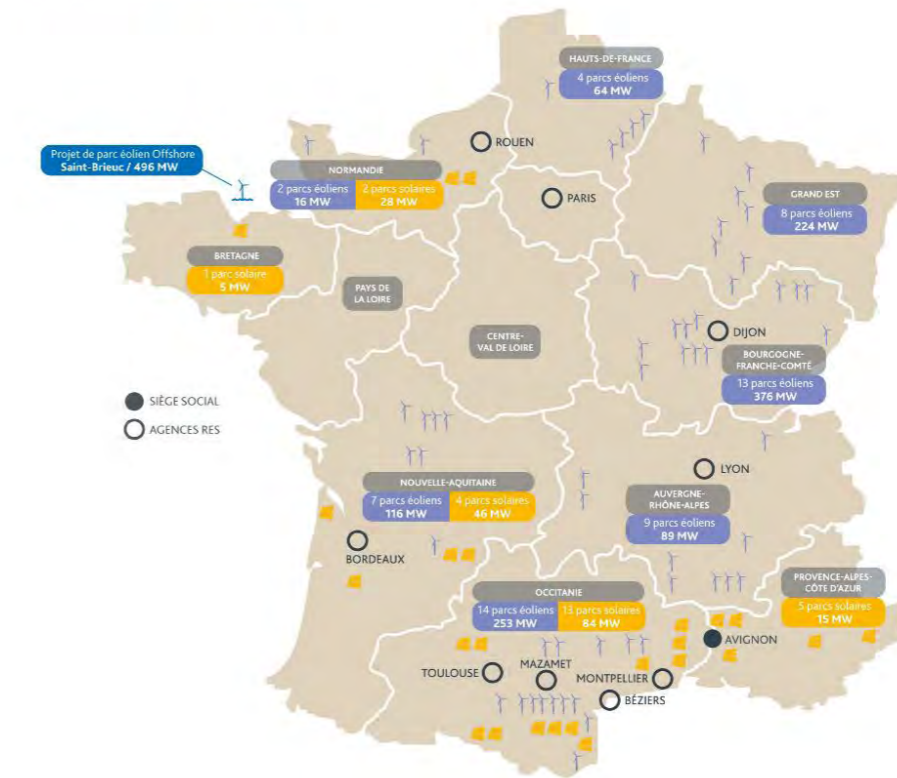 HAUTS-DE-FRANCE
4 parcs éoliens
64 MW
ROUEN
Projet de parc éolien Offshore
Saint-Brieuc / 496 MW
NORMANDIE
2 parcs éoliens
16 MW
2 parcs solaires
28 MW
PARIS
GRAND EST
8 parcs éoliens
224 MW
BRETAGNE
1 parc solaire
5 MW
PAYS DE
LA LOIRE
CENTRE-
VAL DE LOIRE
DIJON
BOURGOGNE-
FRANCHE-COMTÉ
13 parcs éoliens
376 MW
SIÈGE SOCIAL
AGENCES RES
NOUVELLE-AQUITAINE
7 parcs éoliens
116 MW
4 parcs solaires
46 MW
LYON
AUVERGNE-
RHÔNE-ALPES
9 parcs éoliens
89 MW
BORDEAUX
OCCITANIE
14 parcs éoliens
253 MW
13 parcs solaires
84 MW
PROVENCE-ALPES-
CÔTE D'AZUR
5 parcs solaires
15 MW
AVIGNON
TOULOUSE
MAZAMET
MONTPELLIER
BÉZIERS